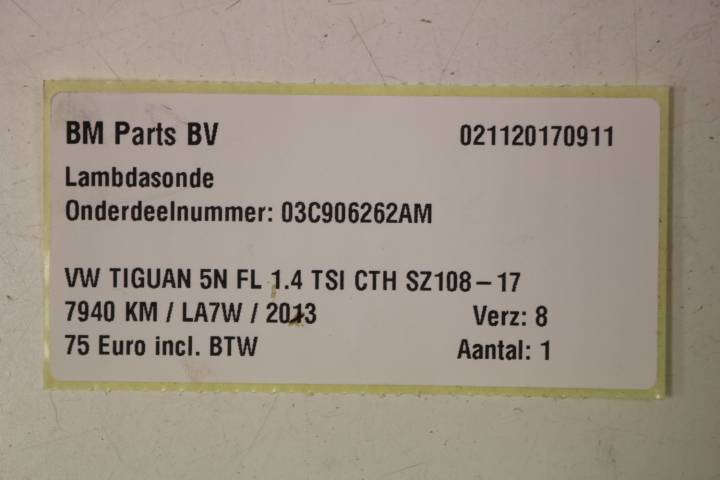 BM Parts BV 021120170911
Lambdasonde
Onderdeelnummer: 03C906262AM
VW TIGUAN 5N FL 1.4 TSI CTH SZ108-17
7940 KM / LA7W / 2013 Verz: 8
75 Euro incl. BTW Aantal: 1